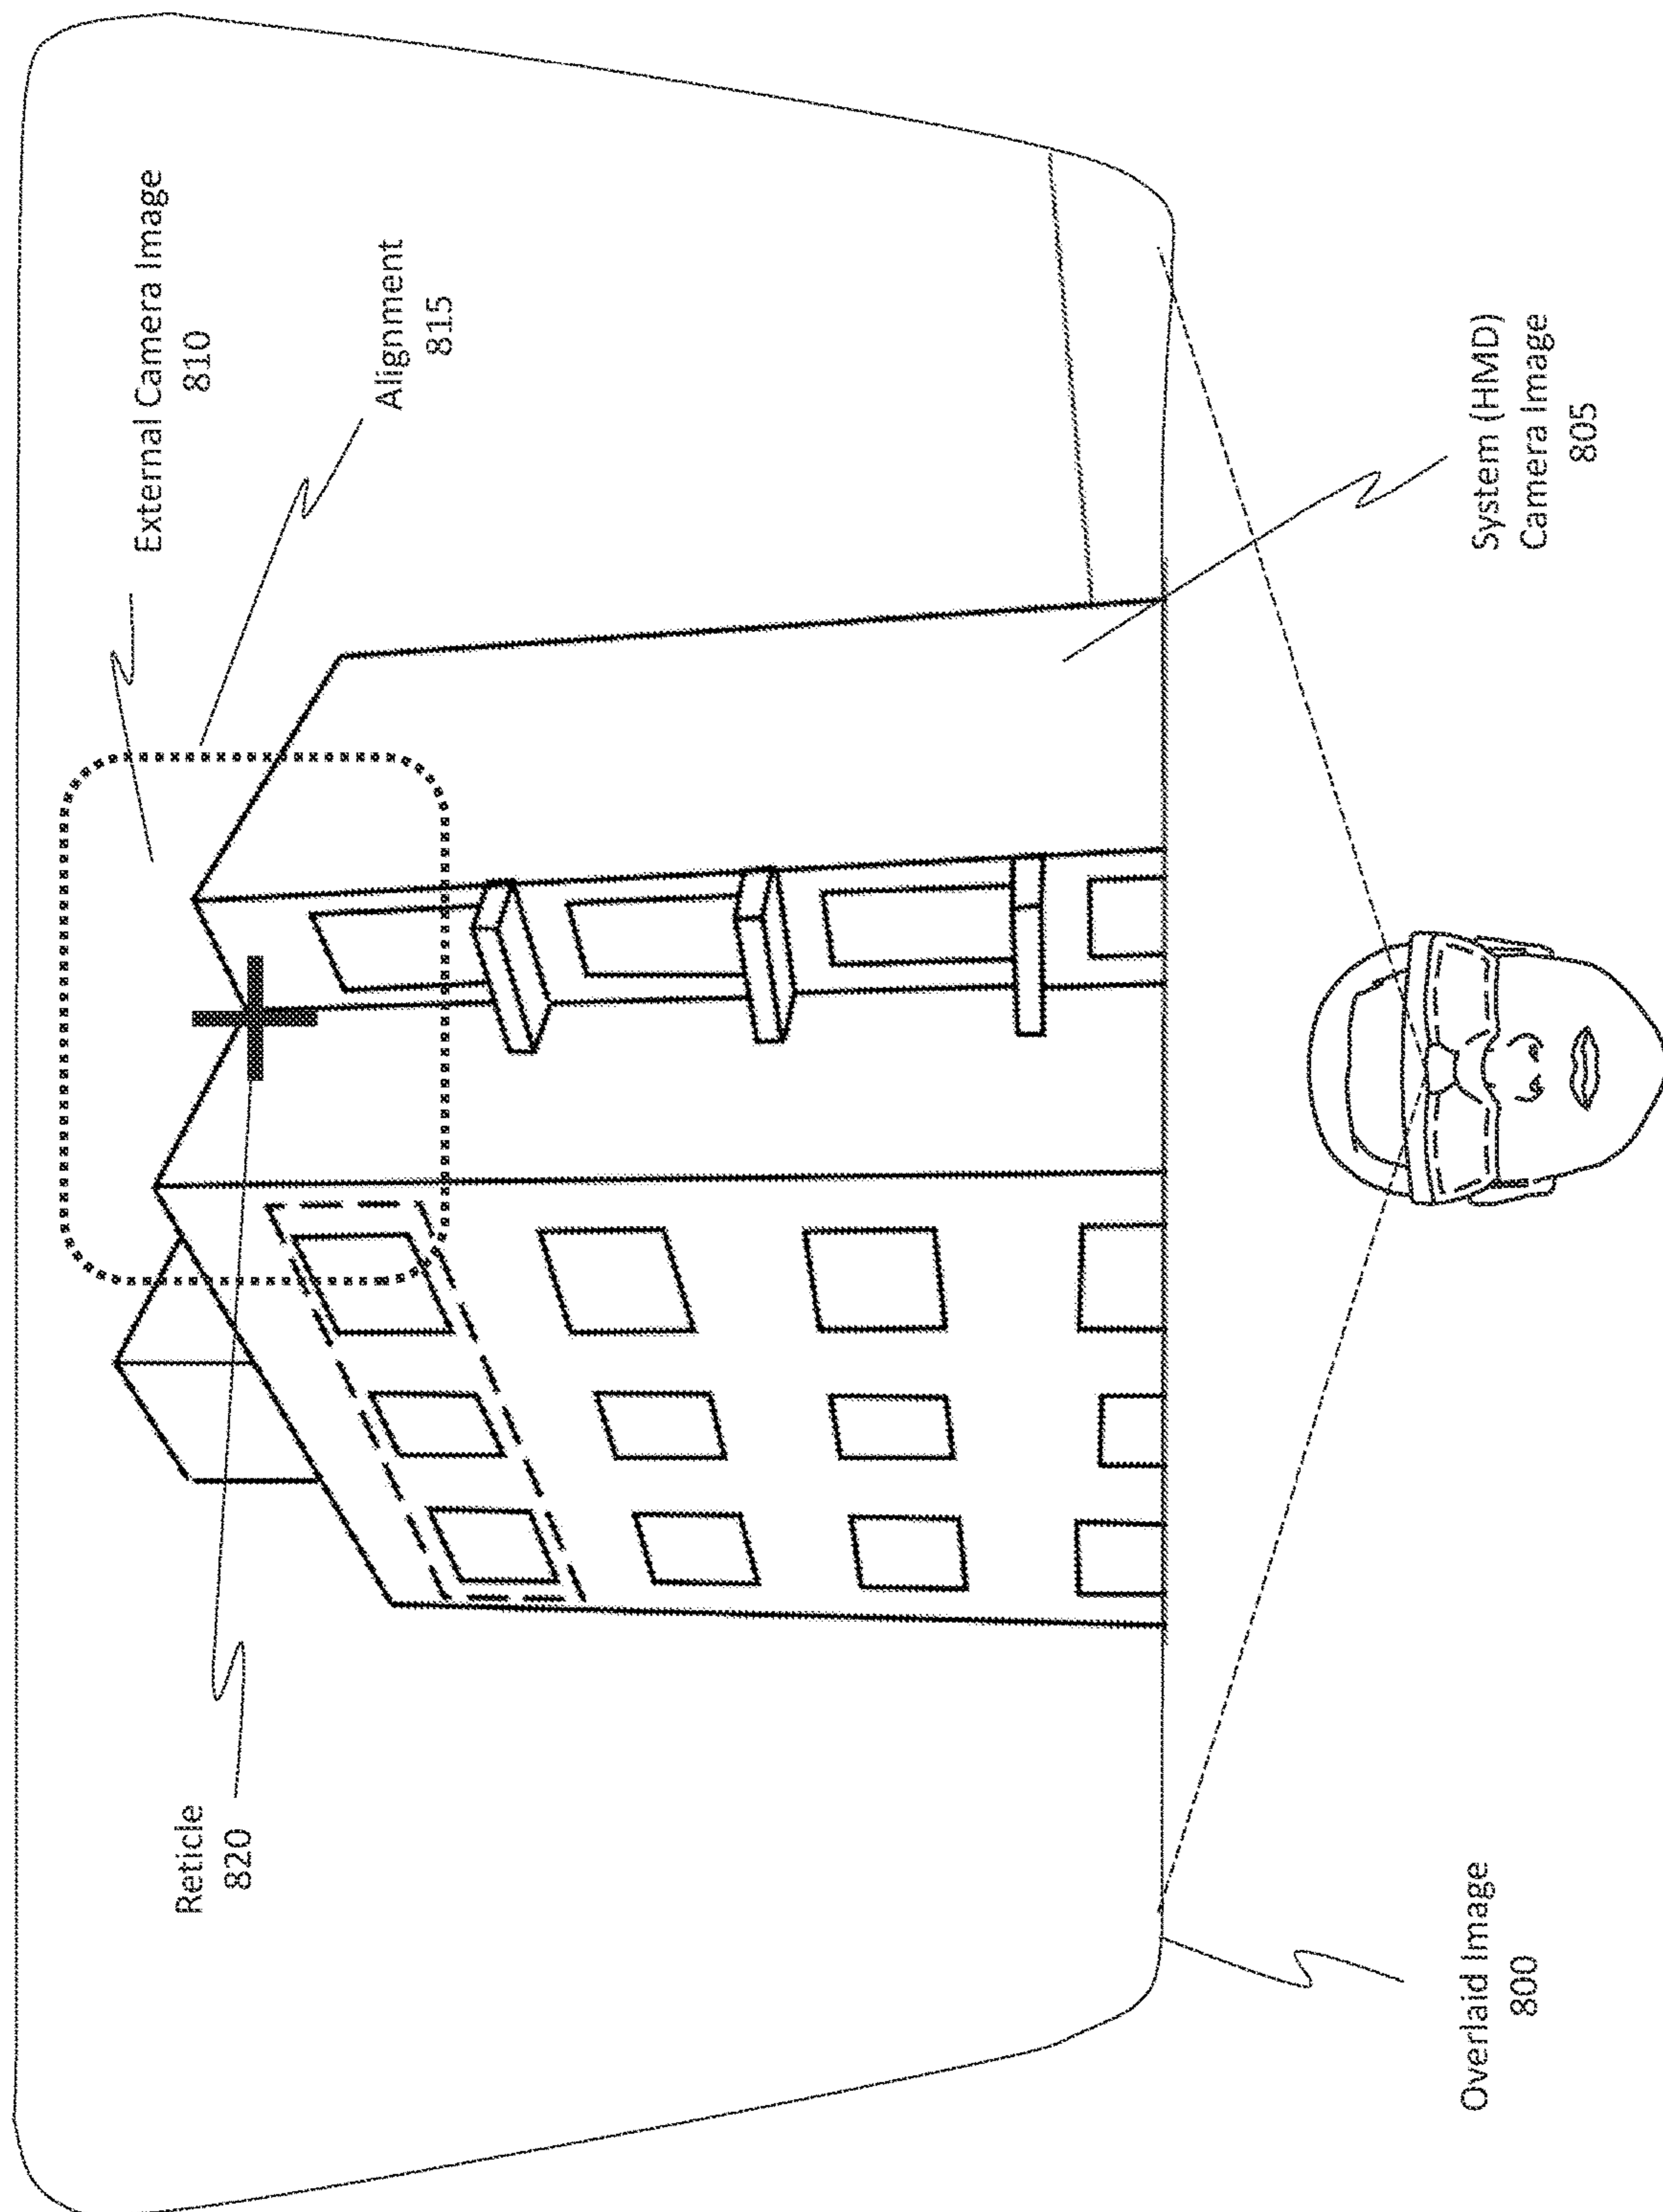 External Camera Image
810
Alignment
815
Reticle
820
System (HMD)
Camera Image
805
Overlaid Image
800